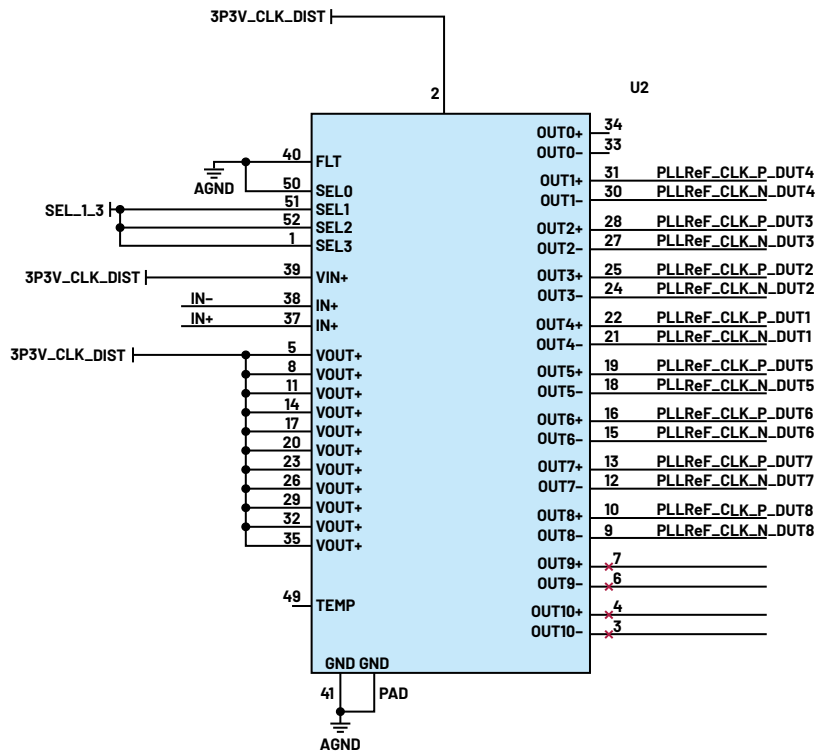 3P3V_CLK_DIST
2
U2
40 FLT
AGND
50 SEL0
SEL_1_3
51 SEL1
52 SEL2
1 SEL3
3P3V_CLK_DIST
39 VIN+
IN–
38 IN+
IN+
37 IN+
3P3V_CLK_DIST
5 VOUT+
8 VOUT+
11 VOUT+
14 VOUT+
17 VOUT+
20 VOUT+
23 VOUT+
26 VOUT+
29 VOUT+
32 VOUT+
35 VOUT+
49 TEMP
OUT0+ 34
OUT0– 33
OUT1+ 31 PLLReF_CLK_P_DUT4
OUT1– 30 PLLReF_CLK_N_DUT4
OUT2+ 28 PLLReF_CLK_P_DUT3
OUT2– 27 PLLReF_CLK_N_DUT3
OUT3+ 25 PLLReF_CLK_P_DUT2
OUT3– 24 PLLReF_CLK_N_DUT2
OUT4+ 22 PLLReF_CLK_P_DUT1
OUT4– 21 PLLReF_CLK_N_DUT1
OUT5+ 19 PLLReF_CLK_P_DUT5
OUT5– 18 PLLReF_CLK_N_DUT5
OUT6+ 16 PLLReF_CLK_P_DUT6
OUT6– 15 PLLReF_CLK_N_DUT6
OUT7+ 13 PLLReF_CLK_P_DUT7
OUT7– 12 PLLReF_CLK_N_DUT7
OUT8+ 10 PLLReF_CLK_P_DUT8
OUT8– 9 PLLReF_CLK_N_DUT8
OUT9+ 7
OUT9– 6
OUT10+ 4
OUT10– 3
GND GND
41 PAD
AGND